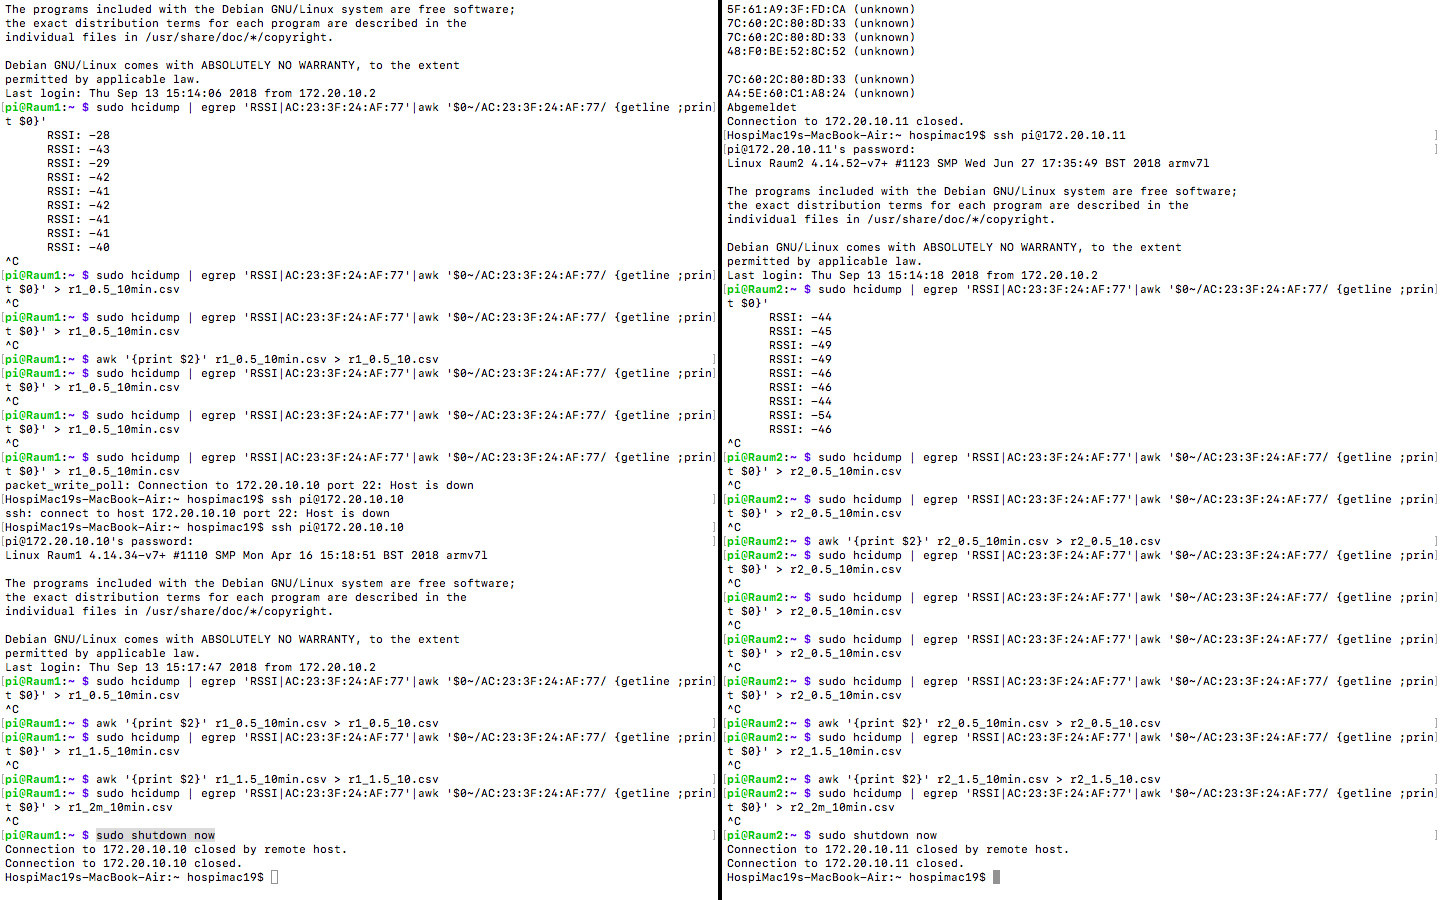 The programs included with the Debian GNU/Linux system are free software;
the exact distribution terms for each program are described in the
individual files in /usr/share/doc/*/copyright.
Debian GNU/Linux comes with ABSOLUTELY NO WARRANTY, to the extent
permitted by applicable law.
Last login: Thu Sep 13 15:14:06 2018 from 172.20.10.2
[pi@Raum1:~ $ sudo hcidump | egrep 'RSSI|AC:23:3F:24:AF:77'|awk '$0~/AC:23:3F:24:AF:77/ {getline ;prin]
t $0}'
RSSI: -28
RSSI: -43
RSSI: -29
RSSI: -42
RSSI: -41
RSSI: -42
RSSI: -41
RSSI: -41
RSSI: -40
^C
[pi@Raum1:~ $ sudo hcidump | egrep 'RSSI|AC:23:3F:24:AF:77'|awk '$0~/AC:23:3F:24:AF:77/ {getline ;prin]
t $0}' > r1_0.5_10min.csv
^C
[pi@Raum1:~ $ sudo hcidump | egrep 'RSSI|AC:23:3F:24:AF:77'|awk '$0~/AC:23:3F:24:AF:77/ {getline ;prin]
t $0}' > r1_0.5_10min.csv
^C
[pi@Raum1:~ $ awk '{print $2}' r1_0.5_10min.csv > r1_0.5_10.csv ]
[pi@Raum1:~ $ sudo hcidump | egrep 'RSSI|AC:23:3F:24:AF:77'|awk '$0~/AC:23:3F:24:AF:77/ {getline ;prin]
t $0}' > r1_0.5_10min.csv
^C
[pi@Raum1:~ $ sudo hcidump | egrep 'RSSI|AC:23:3F:24:AF:77'|awk '$0~/AC:23:3F:24:AF:77/ {getline ;prin]
t $0}' > r1_0.5_10min.csv
^C
[pi@Raum1:~ $ sudo hcidump | egrep 'RSSI|AC:23:3F:24:AF:77'|awk '$0~/AC:23:3F:24:AF:77/ {getline ;prin]
t $0}' > r1_0.5_10min.csv
packet_write_poll: Connection to 172.20.10.10 port 22: Host is down
[HospiMac19s-MacBook-Air:~ hospimac19$ ssh pi@172.20.10.10 ]
ssh: connect to host 172.20.10.10 port 22: Host is down
[HospiMac19s-MacBook-Air:~ hospimac19$ ssh pi@172.20.10.10 ]
[pi@172.20.10.10's password: ]
Linux Raum1 4.14.34-v7+ #1110 SMP Mon Apr 16 15:18:51 BST 2018 armv7l
The programs included with the Debian GNU/Linux system are free software;
the exact distribution terms for each program are described in the
individual files in /usr/share/doc/*/copyright.
Debian GNU/Linux comes with ABSOLUTELY NO WARRANTY, to the extent
permitted by applicable law.
Last login: Thu Sep 13 15:17:47 2018 from 172.20.10.2
[pi@Raum1:~ $ sudo hcidump | egrep 'RSSI|AC:23:3F:24:AF:77'|awk '$0~/AC:23:3F:24:AF:77/ {getline ;prin]
t $0}' > r1_0.5_10min.csv
^C
[pi@Raum1:~ $ awk '{print $2}' r1_0.5_10min.csv > r1_0.5_10.csv ]
[pi@Raum1:~ $ sudo hcidump | egrep 'RSSI|AC:23:3F:24:AF:77'|awk '$0~/AC:23:3F:24:AF:77/ {getline ;prin]
t $0}' > r1_1.5_10min.csv
^C
[pi@Raum1:~ $ awk '{print $2}' r1_1.5_10min.csv > r1_1.5_10.csv ]
[pi@Raum1:~ $ sudo hcidump | egrep 'RSSI|AC:23:3F:24:AF:77'|awk '$0~/AC:23:3F:24:AF:77/ {getline ;prin]
t $0}' > r1_2m_10min.csv
^C
[pi@Raum1:~ $ sudo shutdown now ]
Connection to 172.20.10.10 closed by remote host.
Connection to 172.20.10.10 closed.
HospiMac19s-MacBook-Air:~ hospimac19$
5F:61:A9:3F:FD:CA (unknown)
7C:60:2C:80:8D:33 (unknown)
7C:60:2C:80:8D:33 (unknown)
48:F0:BE:52:8C:52 (unknown)
7C:60:2C:80:8D:33 (unknown)
A4:5E:60:C1:A8:24 (unknown)
Abgemeldet
Connection to 172.20.10.11 closed.
[HospiMac19s-MacBook-Air:~ hospimac19$ ssh pi@172.20.10.11 ]
[pi@172.20.10.11's password: ]
Linux Raum2 4.14.52-v7+ #1123 SMP Wed Jun 27 17:35:49 BST 2018 armv7l
The programs included with the Debian GNU/Linux system are free software;
the exact distribution terms for each program are described in the
individual files in /usr/share/doc/*/copyright.
Debian GNU/Linux comes with ABSOLUTELY NO WARRANTY, to the extent
permitted by applicable law.
Last login: Thu Sep 13 15:14:18 2018 from 172.20.10.2
[pi@Raum2:~ $ sudo hcidump | egrep 'RSSI|AC:23:3F:24:AF:77'|awk '$0~/AC:23:3F:24:AF:77/ {getline ;prin]
t $0}'
RSSI: -44
RSSI: -45
RSSI: -49
RSSI: -49
RSSI: -46
RSSI: -46
RSSI: -44
RSSI: -54
RSSI: -46
^C
[pi@Raum2:~ $ sudo hcidump | egrep 'RSSI|AC:23:3F:24:AF:77'|awk '$0~/AC:23:3F:24:AF:77/ {getline ;prin]
t $0}' > r2_0.5_10min.csv
^C
[pi@Raum2:~ $ sudo hcidump | egrep 'RSSI|AC:23:3F:24:AF:77'|awk '$0~/AC:23:3F:24:AF:77/ {getline ;prin]
t $0}' > r2_0.5_10min.csv
^C
[pi@Raum2:~ $ awk '{print $2}' r2_0.5_10min.csv > r2_0.5_10.csv ]
[pi@Raum2:~ $ sudo hcidump | egrep 'RSSI|AC:23:3F:24:AF:77'|awk '$0~/AC:23:3F:24:AF:77/ {getline ;prin]
t $0}' > r2_0.5_10min.csv
^C
[pi@Raum2:~ $ sudo hcidump | egrep 'RSSI|AC:23:3F:24:AF:77'|awk '$0~/AC:23:3F:24:AF:77/ {getline ;prin]
t $0}' > r2_0.5_10min.csv
^C
[pi@Raum2:~ $ sudo hcidump | egrep 'RSSI|AC:23:3F:24:AF:77'|awk '$0~/AC:23:3F:24:AF:77/ {getline ;prin]
t $0}' > r2_0.5_10min.csv
^C
[pi@Raum2:~ $ sudo hcidump | egrep 'RSSI|AC:23:3F:24:AF:77'|awk '$0~/AC:23:3F:24:AF:77/ {getline ;prin]
t $0}' > r2_0.5_10min.csv
^C
[pi@Raum2:~ $ awk '{print $2}' r2_0.5_10min.csv > r2_0.5_10.csv ]
[pi@Raum2:~ $ sudo hcidump | egrep 'RSSI|AC:23:3F:24:AF:77'|awk '$0~/AC:23:3F:24:AF:77/ {getline ;prin]
t $0}' > r2_1.5_10min.csv
^C
[pi@Raum2:~ $ awk '{print $2}' r2_1.5_10min.csv > r2_1.5_10.csv ]
[pi@Raum2:~ $ sudo hcidump | egrep 'RSSI|AC:23:3F:24:AF:77'|awk '$0~/AC:23:3F:24:AF:77/ {getline ;prin]
t $0}' > r2_2m_10min.csv
^C
[pi@Raum2:~ $ sudo shutdown now ]
Connection to 172.20.10.11 closed by remote host.
Connection to 172.20.10.11 closed.
HospiMac19s-MacBook-Air:~ hospimac19$